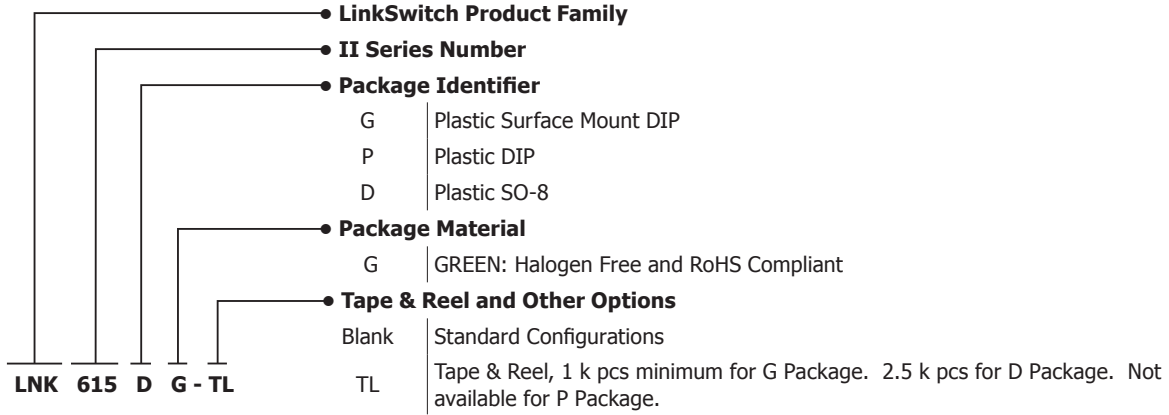 LinkSwitch Product Family
II Series Number
Package Identifier
G Plastic Surface Mount DIP
P Plastic DIP
D Plastic SO-8
Package Material
G GREEN: Halogen Free and RoHS Compliant
Tape & Reel and Other Options
Blank Standard Configurations
TL Tape & Reel, 1 k pcs minimum for G Package. 2.5 k pcs for D Package. Not
available for P Package.
LNK 615 D G - TL